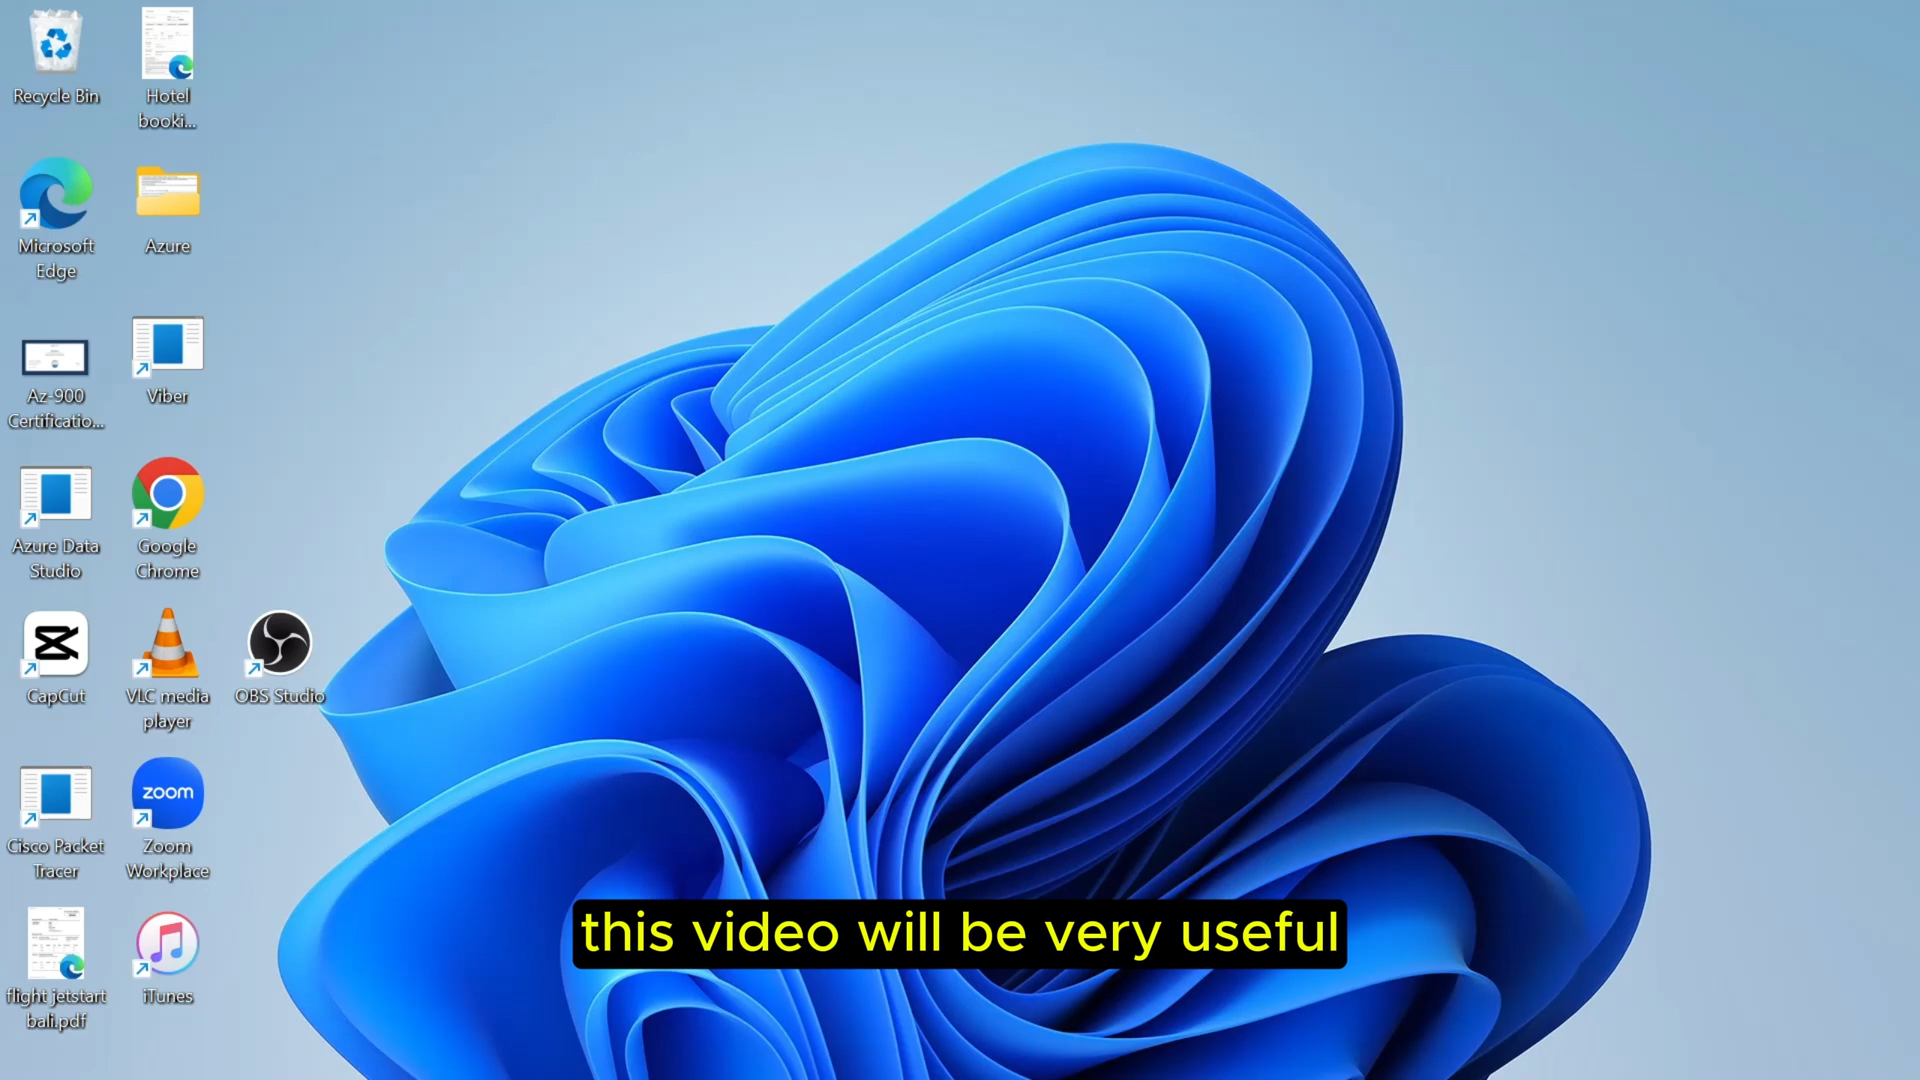 Recycle Bin
Hotel
booki...
Microsoft
Edge
Azure
Az-900
Certificatio...
Viber
Azure Data
Studio
Google
Chrome
CapCut
VLC media
player
OBS Studio
Cisco Packet
Tracer
zoom
Zoom
Workplace
flight jetstart
bali.pdf
iTunes
this video will be very useful